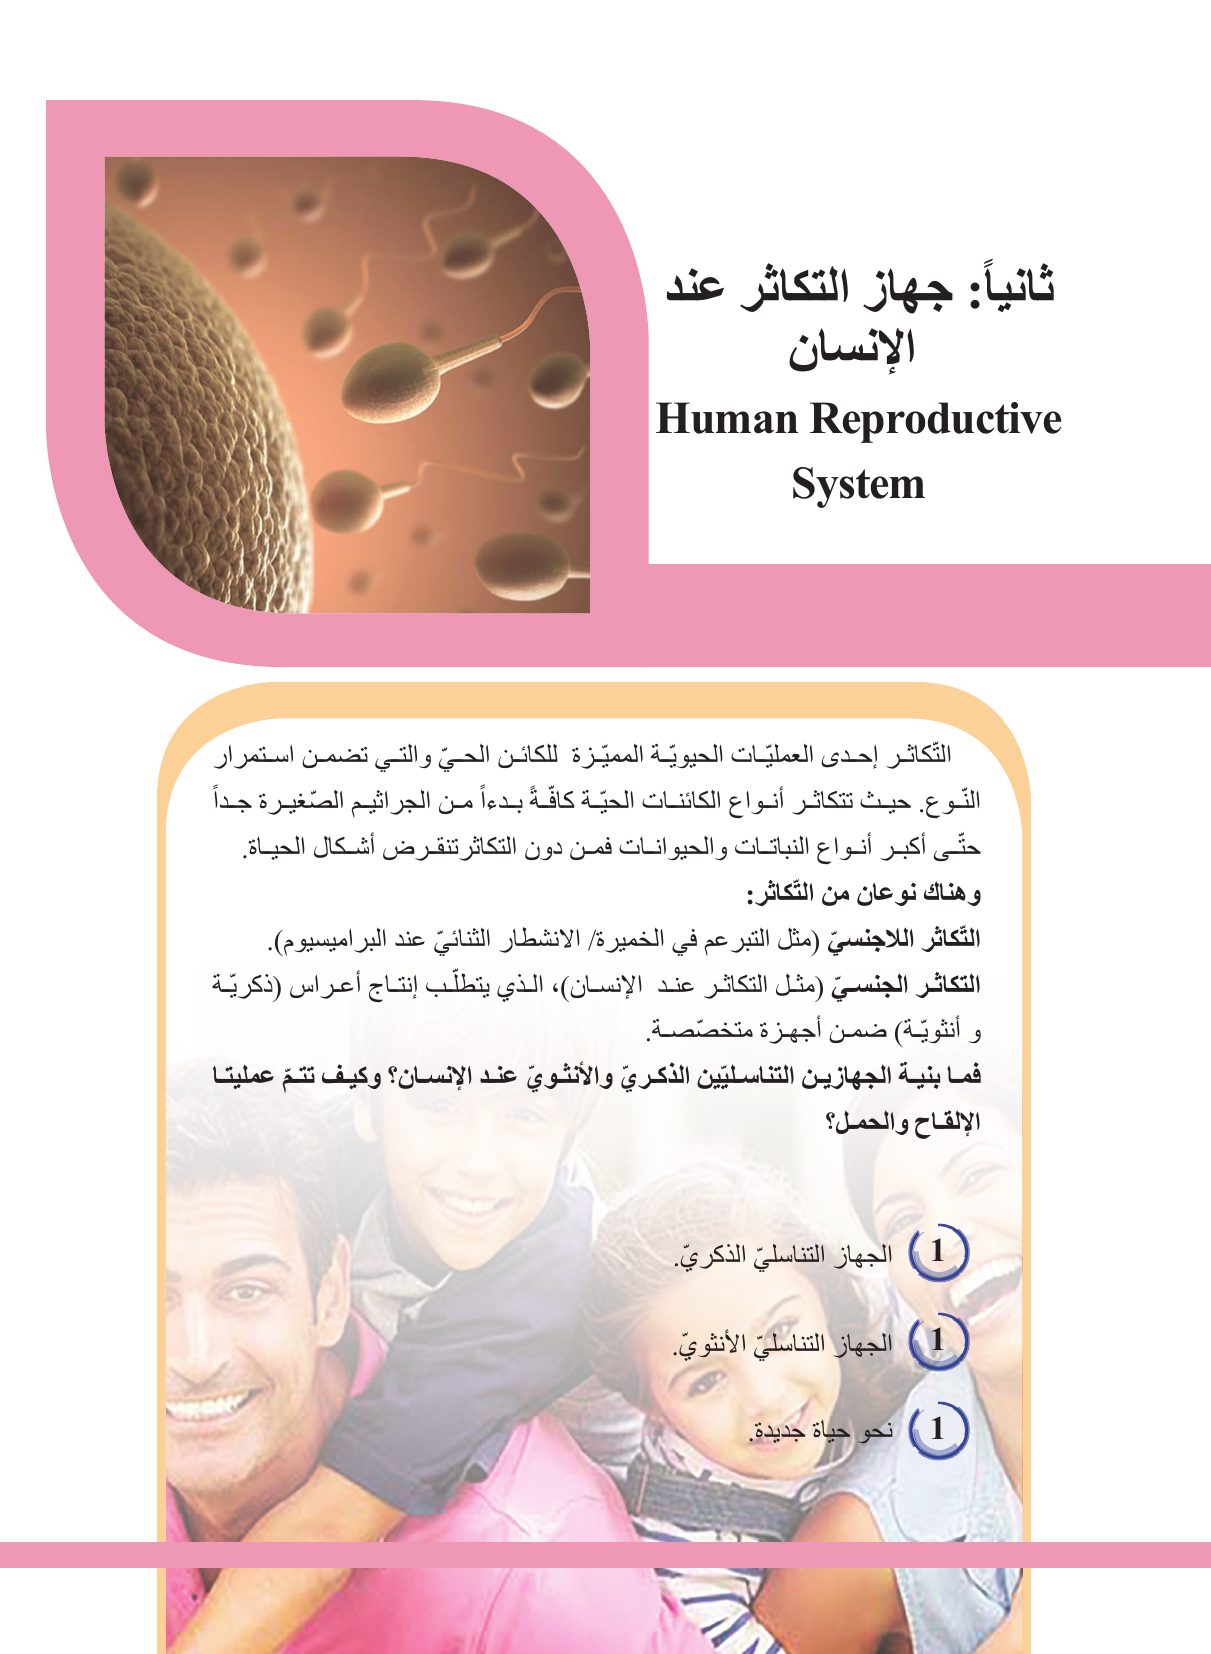 ثانياً: جهاز التكاثر عند
الإنسان
Human Reproductive
System
التّكاثر إحدى العمليّات الحيويّة المميّزة للكائن الحيّ والتي تضمن استمرار
النّوع. حيث تتكاثر أنواع الكائنات الحيّة كافّةً بدءاً من الجراثيم الصّغيرة جداً
حتّى أكبر أنواع النباتات والحيوانات فمن دون التكاثرتنقرض أشكال الحياة.
وهناك نوعان من التّكاثر:
التّكاثر اللاجنسيّ (مثل التبرعم في الخميرة/ الانشطار الثنائيّ عند البراميسيوم).
التكاثر الجنسيّ (مثل التكاثر عند الإنسان)، الذي يتطلّب إنتاج أعراس (ذكريّة
و أنثويّة) ضمن أجهزة متخصّصة.
فما بنية الجهازين التناسليّين الذكريّ والأنثويّ عند الإنسان؟ وكيف تتمّ عمليتا
الإلقاح والحمل؟
1 الجهاز التناسليّ الذكريّ.
1 الجهاز التناسليّ الأنثويّ.
1 نحو حياة جديدة.